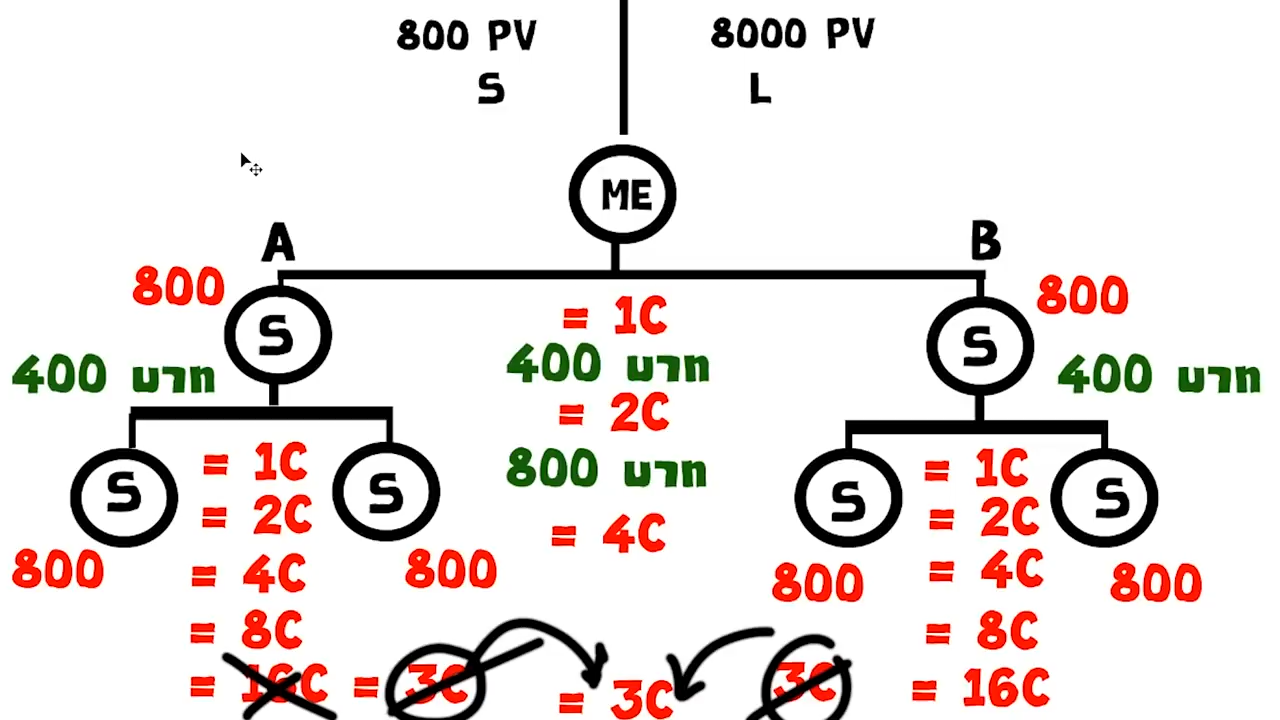 800 PV
8000 PV
S
L
ME
A
B
800
800
S
S
= 1C
400 บาท
400 บาท
400 บาท
= 2C
= 1C
800 บาท
= 1C
S
S
S
S
= 2C
= 2C
= 4C
800
= 4C
800
800
= 4C
800
= 8C
= 8C
= 16C = 3C
= 3C
3C
= 16C